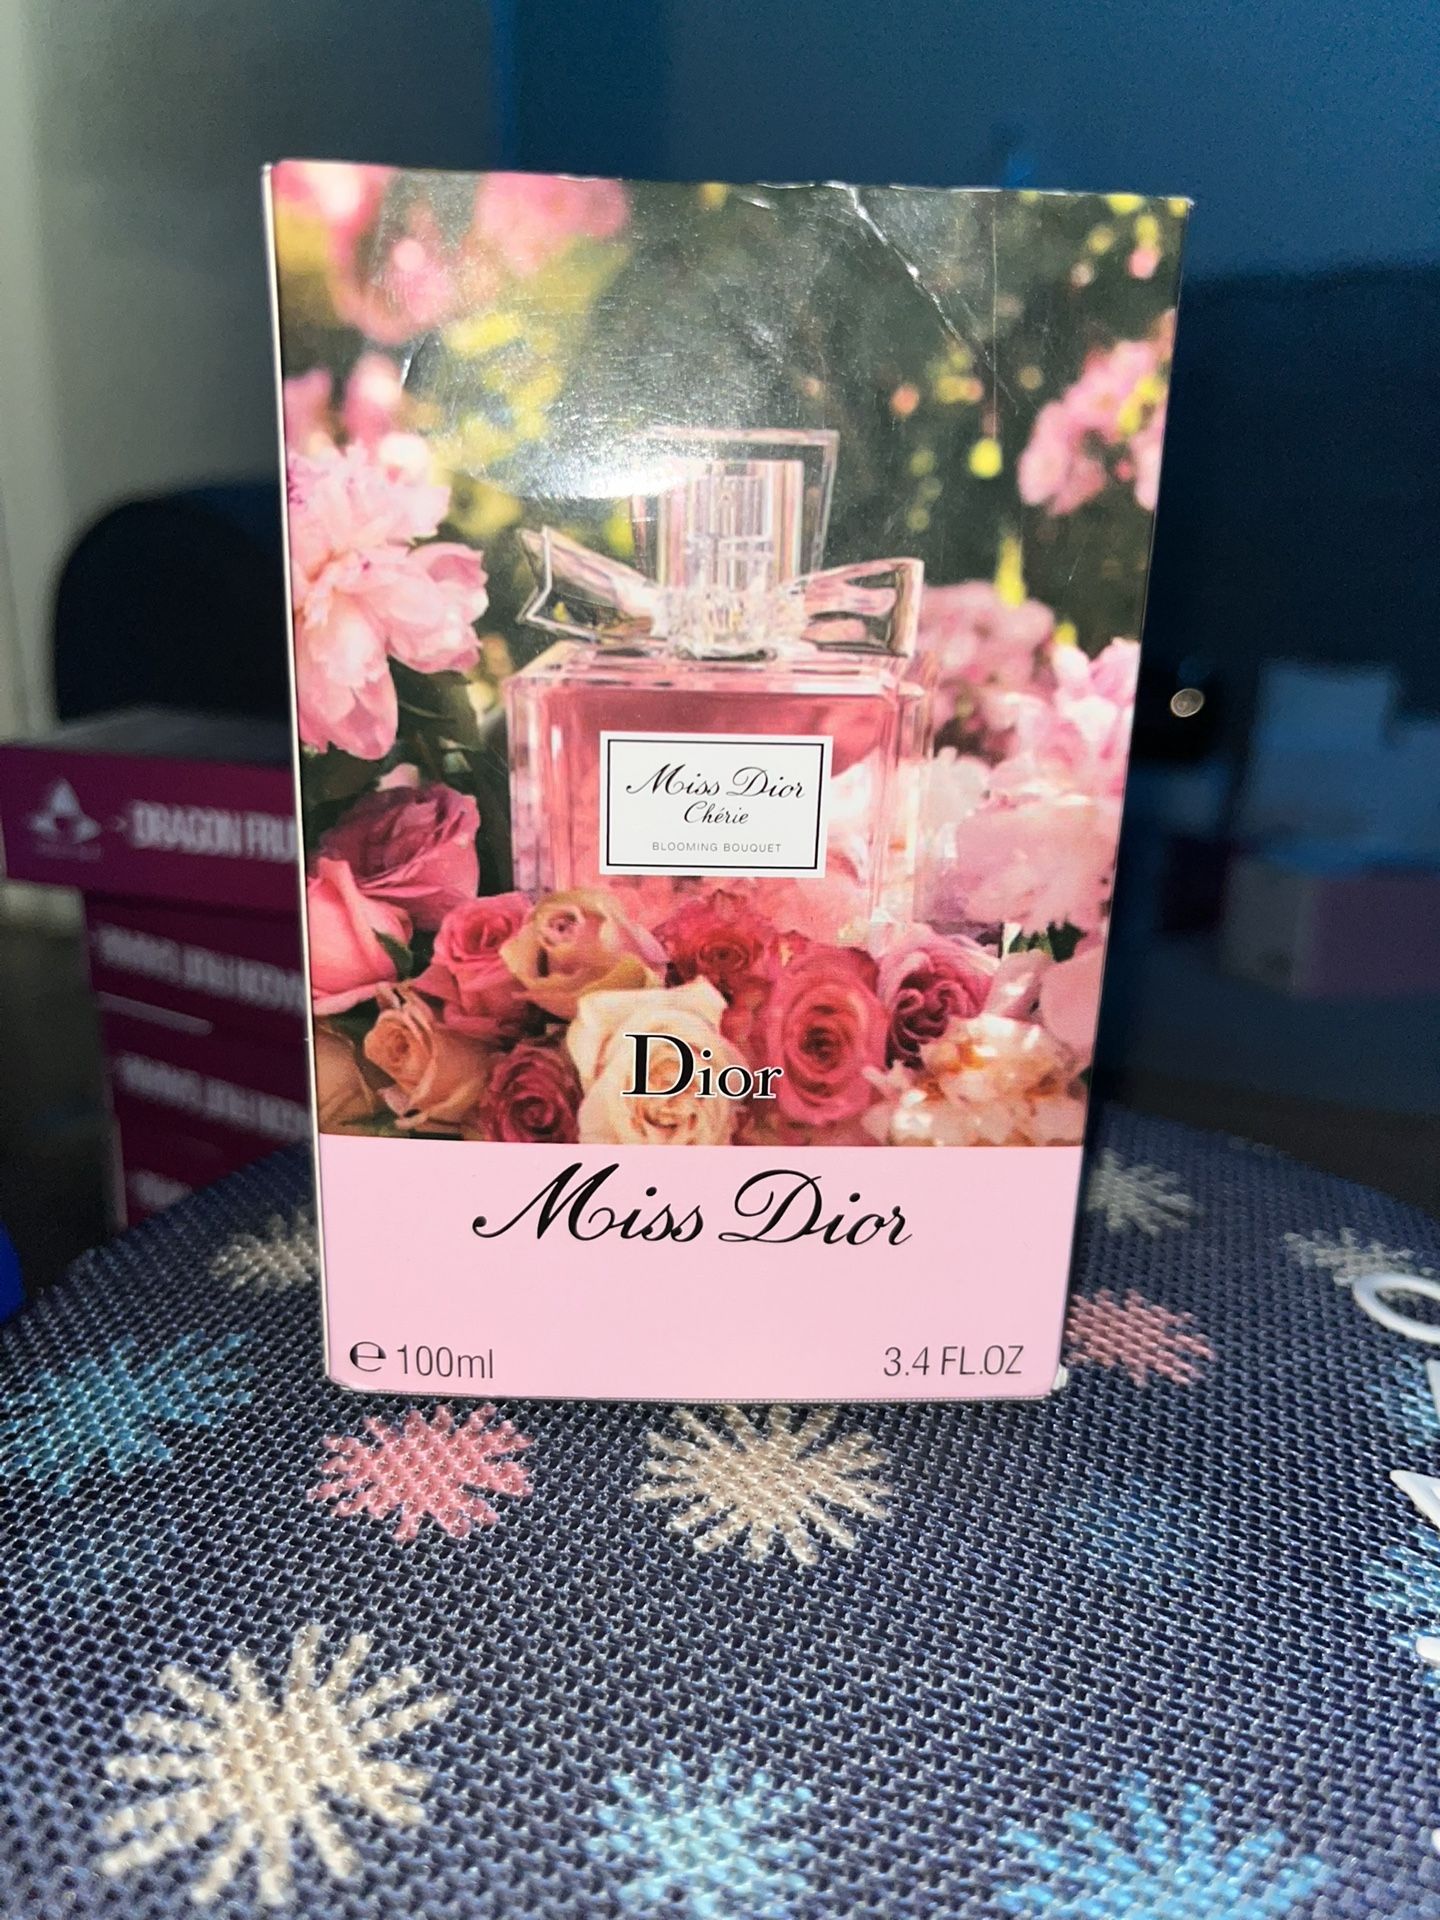 Miss Dior
Chérie
BLOOMING BOUQUET
Dior
Miss Dior
℮ 100ml
3.4 FL.OZ
DRAGON FRU